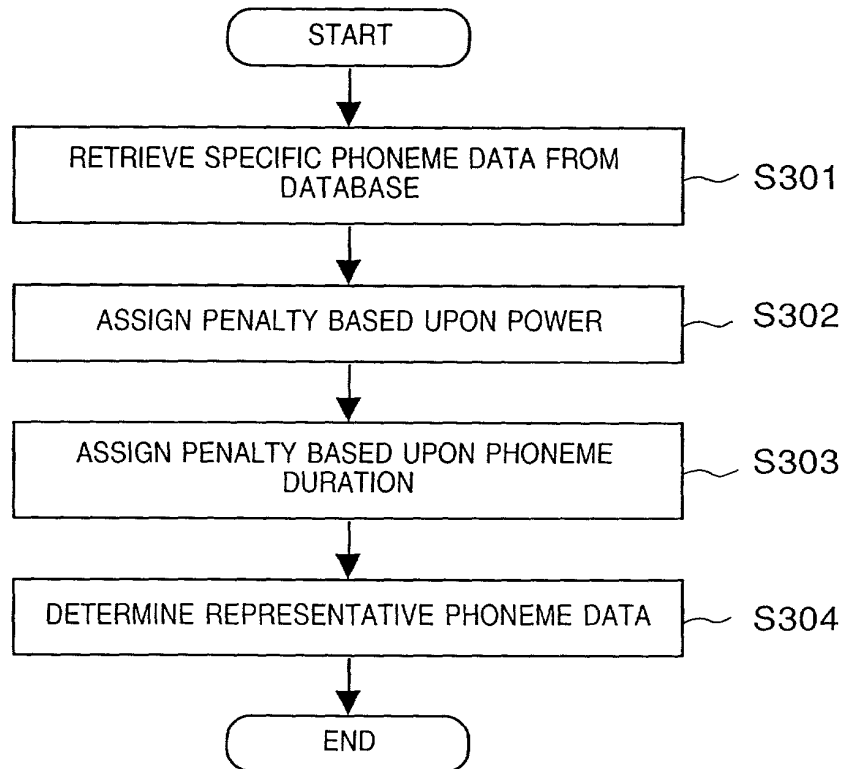 START
RETRIEVE SPECIFIC PHONEME DATA FROM
DATABASE
S301
ASSIGN PENALTY BASED UPON POWER
S302
ASSIGN PENALTY BASED UPON PHONEME
DURATION
S303
DETERMINE REPRESENTATIVE PHONEME DATA
S304
END